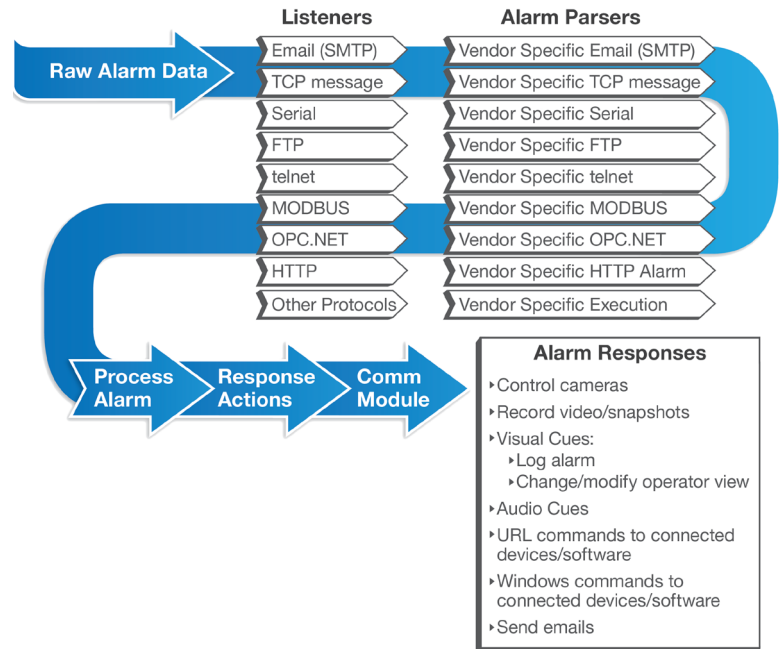 Listeners
Alarm Parsers
Raw Alarm Data
Email (SMTP)
Vendor Specific Email (SMTP)
TCP message
Vendor Specific TCP message
Serial
Vendor Specific Serial
FTP
Vendor Specific FTP
telnet
Vendor Specific telnet
MODBUS
Vendor Specific MODBUS
OPC.NET
Vendor Specific OPC.NET
HTTP
Vendor Specific HTTP Alarm
Other Protocols
Vendor Specific Execution
Process
Alarm
Response
Actions
Comm
Module
Alarm Responses
Control cameras
Record video/snapshots
Visual Cues:
Log alarm
Change/modify operator view
Audio Cues
URL commands to connected
devices/software
Windows commands to
connected devices/software
Send emails